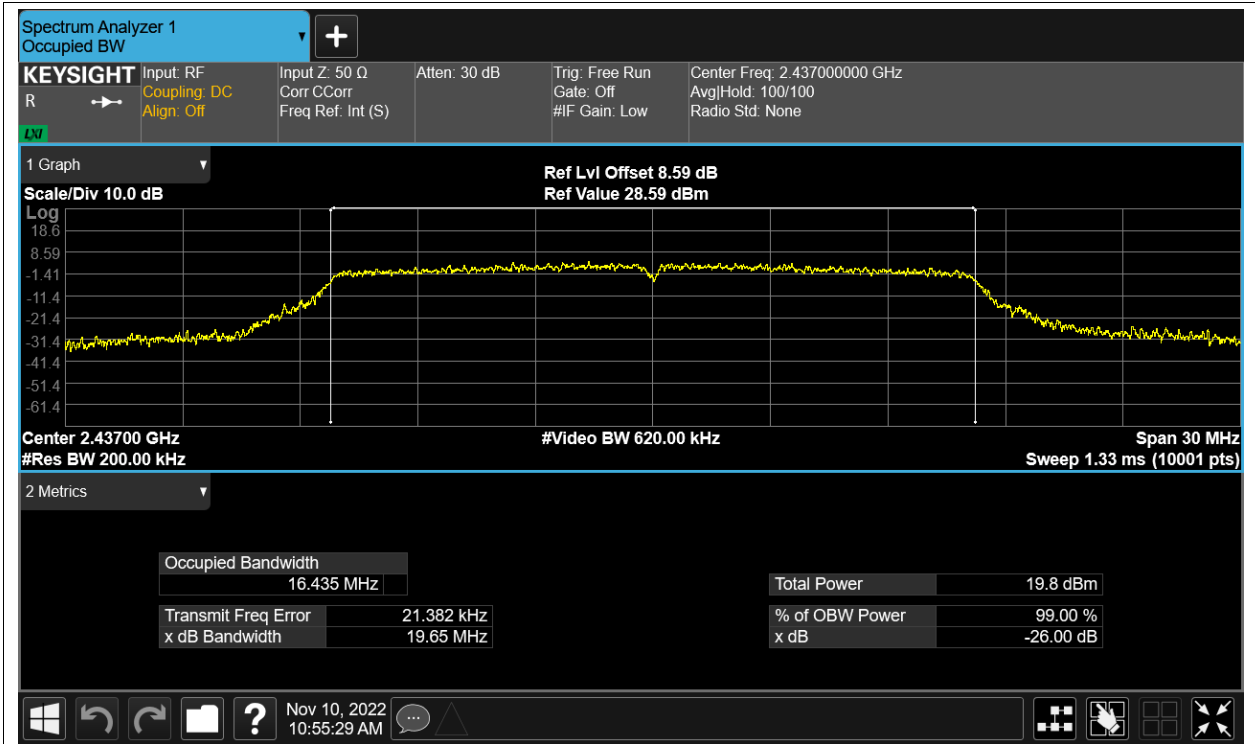 Spectrum Analyzer 1
Occupied BW
+
KEYSIGHT Input: RF Input Z: 50 Ω Atten: 30 dB Trig: Free Run Center Freq: 2.437000000 GHz
R Coupling: DC Corr CCorr Gate: Off Avg|Hold: 100/100
Align: Off Freq Ref: Int (S) #IF Gain: Low Radio Std: None
LXI
1 Graph
Ref Lvl Offset 8.59 dB
Scale/Div 10.0 dB Ref Value 28.59 dBm
Log
18.6
8.59
-1.41
-11.4
-21.4
-31.4
-41.4
-51.4
-61.4
Center 2.43700 GHz #Video BW 620.00 kHz Span 30 MHz
#Res BW 200.00 kHz Sweep 1.33 ms (10001 pts)
2 Metrics
Occupied Bandwidth
16.435 MHz Total Power 19.8 dBm
Transmit Freq Error 21.382 kHz % of OBW Power 99.00 %
x dB Bandwidth 19.65 MHz x dB -26.00 dB
? Nov 10, 2022
10:55:29 AM